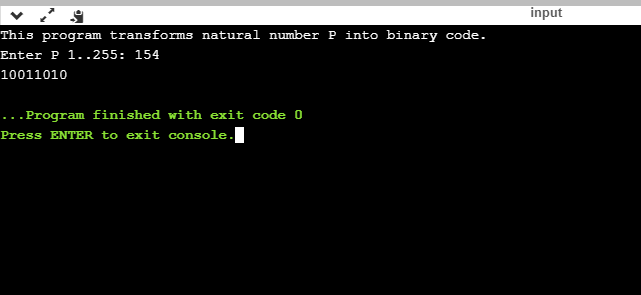 input
This program transforms natural number P into binary code.
Enter P 1..255: 154
10011010
...Program finished with exit code 0
Press ENTER to exit console.